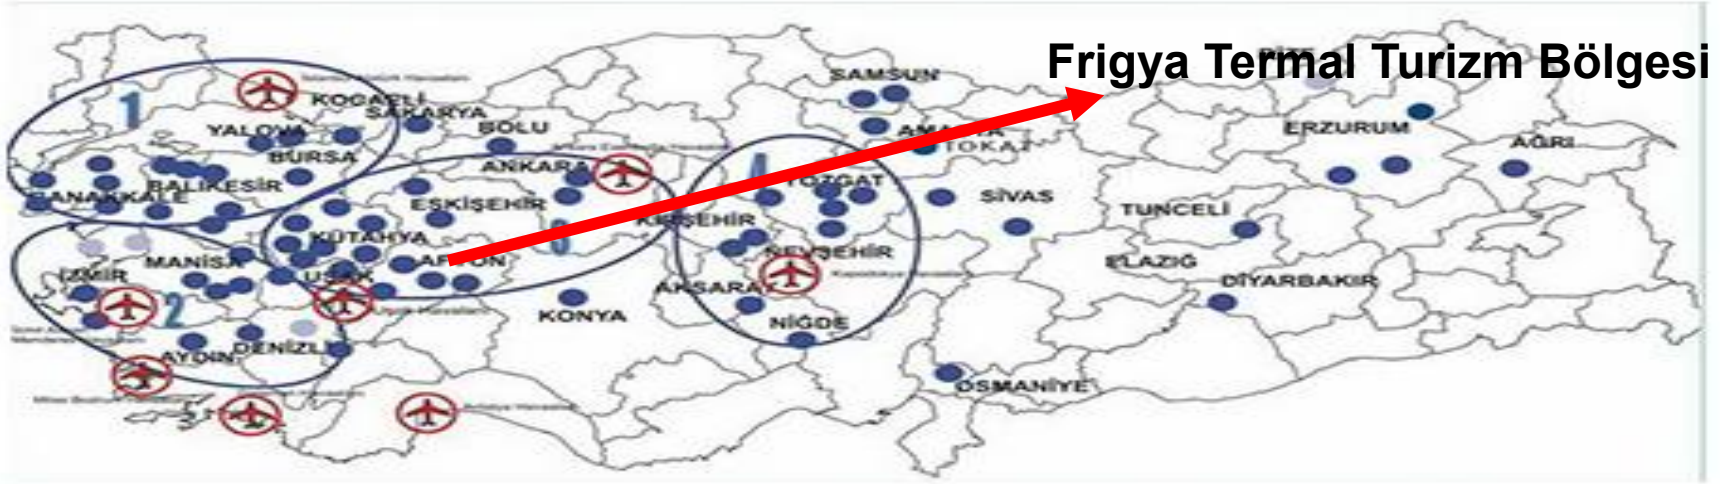 Frigya Termal Turizm Bölgesi
SAMSUN
1
KOCAELİ
SAKARYA
YALOVA
BOLU
BURSA
ANKARA
AMASYA
TOKAT
ERZURUM
AĞRI
4
YOZGAT
BALIKESİR
ÇANAKKALE
ESKİŞEHİR
KIRŞEHİR
SİVAS
TUNCELİ
3
KÜTAHYA
NEVŞEHİR
MANİSA
AFYON
İZMİR
UŞAK
ELAZIĞ
DİYARBAKIR
AKSARAY
2
KONYA
NİĞDE
AYDIN
DENİZLİ
OSMANİYE